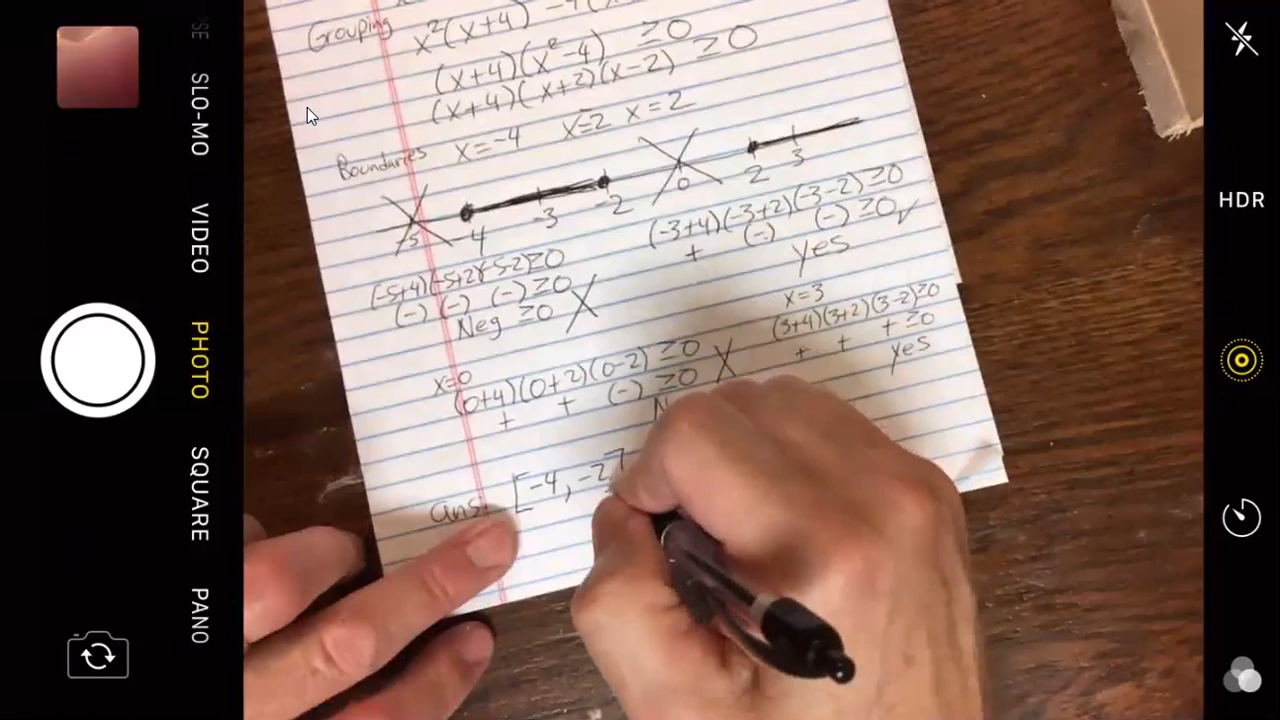 SE
SLO-MO
VIDEO
PHOTO
SQUARE
PANO
HDR
Grouping x²(x+4) -4(
(x+4)(x²-4) ≥0
(x+4)(x+2)(x-2) ≥0
Boundaries x=-4 x=2 x=2
-5 -4 -3 -2 0 2 3
(-3+4)(-3+2)(-3-2)≥0
+ (-) (-) ≥0✓
yes
(-5+4)(-5+2)(-5-2)≥0
(-) (-) (-) ≥0
Neg ≥0 X
x=3
(3+4)(3+2)(3-2)≥0
+ + + ≥0
yes
x=0
(0+4)(0+2)(0-2) ≥0 X
+ + (-) ≥0
ans: [-4, -2]